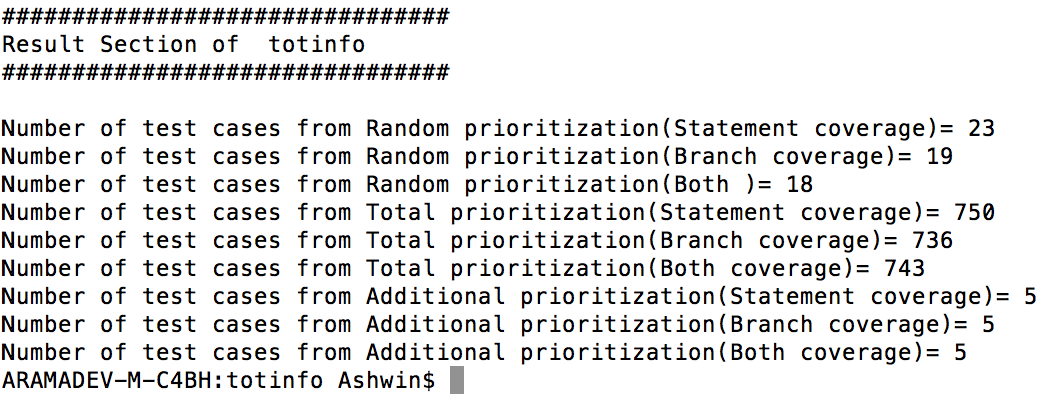 ################################
Result Section of  totinfo
################################
Number of test cases from Random prioritization(Statement coverage)= 23
Number of test cases from Random prioritization(Branch coverage)= 19
Number of test cases from Random prioritization(Both )= 18
Number of test cases from Total prioritization(Statement coverage)= 750
Number of test cases from Total prioritization(Branch coverage)= 736
Number of test cases from Total prioritization(Both coverage)= 743
Number of test cases from Additional prioritization(Statement coverage)= 5
Number of test cases from Additional prioritization(Branch coverage)= 5
Number of test cases from Additional prioritization(Both coverage)= 5
ARAMADEV-M-C4BH:totinfo Ashwin$